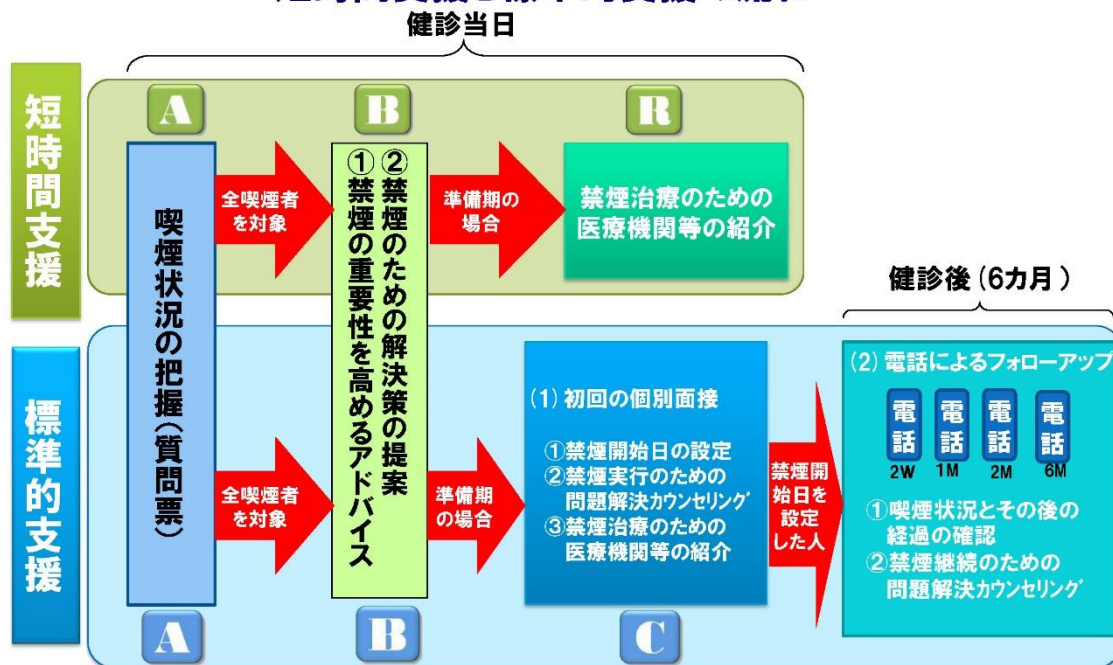 健診当日
短時間支援
A
B
R
喫煙状況の把握(質問票)
全喫煙者
を対象
①禁煙の重要性を高めるアドバイス
②禁煙のための解決策の提案
準備期の
場合
禁煙治療のための
医療機関等の紹介
健診後(6カ月)
標準的支援
全喫煙者
を対象
準備期
の場合
(1)初回の個別面接
①禁煙開始日の設定
②禁煙実行のための
問題解決カウンセリング
③禁煙治療のための
医療機関等の紹介
禁煙開
始日を
設定
した人
(2)電話によるフォローアップ
電話 電話 電話 電話
2W 1M 2M 6M
①喫煙状況とその後の
経過の確認
②禁煙継続のための
問題解決カウンセリング
A
B
C